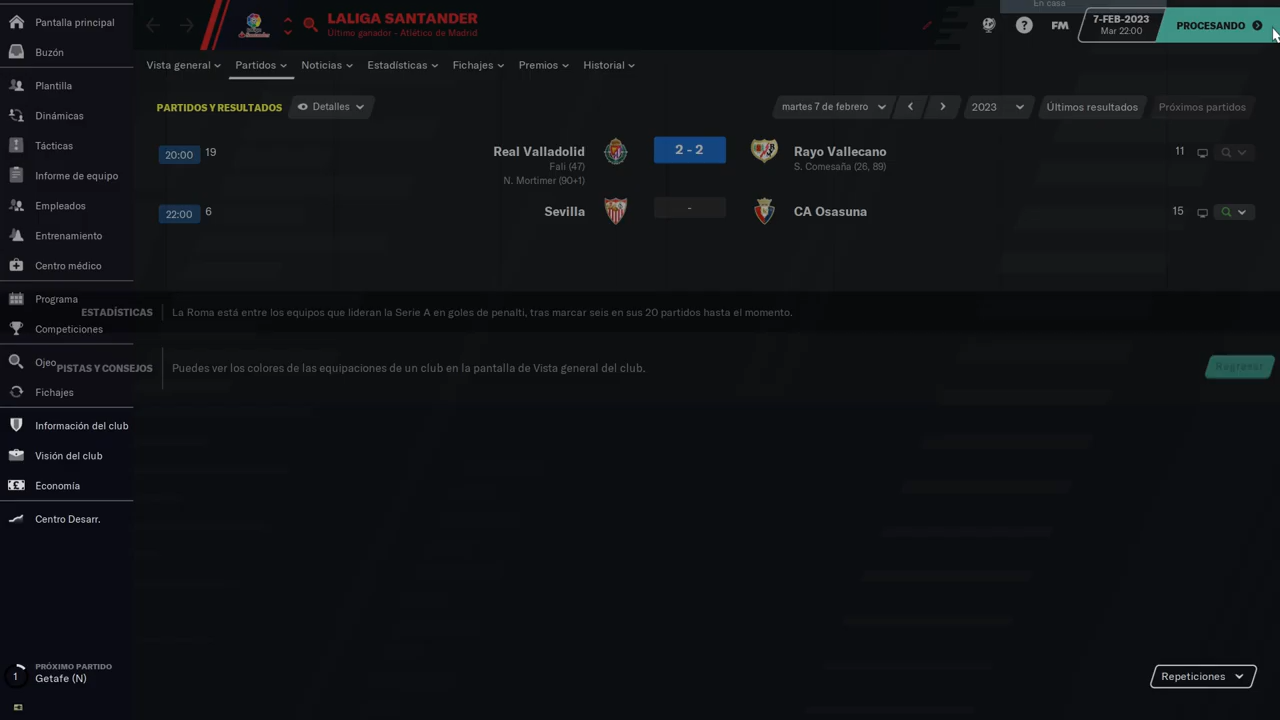 Pantalla principal
Buzón
Plantilla
Dinámicas
Tácticas
Informe de equipo
Empleados
Entrenamiento
Centro médico
Programa
Competiciones
Ojeo
Fichajes
Información del club
Visión del club
Economía
Centro Desarr.
PRÓXIMO PARTIDO
1 Getafe (N)
LALIGA SANTANDER
Último ganador - Atlético de Madrid
En casa
? FM
7-FEB-2023
Mar 22:00
PROCESANDO
Vista general Partidos Noticias Estadísticas Fichajes Premios Historial
PARTIDOS Y RESULTADOS Detalles martes 7 de febrero 2023 Últimos resultados Próximos partidos
20:00 19 Real Valladolid 2 - 2 Rayo Vallecano 11
Fali (47) S. Comesaña (26, 89)
N. Mortimer (90+1)
22:00 6 Sevilla - CA Osasuna 15
ESTADÍSTICAS La Roma está entre los equipos que lideran la Serie A en goles de penalti, tras marcar seis en sus 20 partidos hasta el momento.
PISTAS Y CONSEJOS Puedes ver los colores de las equipaciones de un club en la pantalla de Vista general del club.
Regresar
Repeticiones